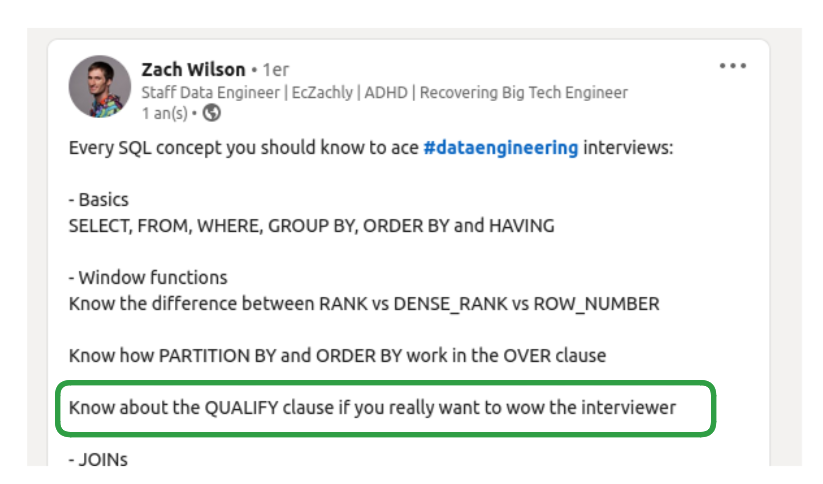 Zach Wilson • 1er
Staff Data Engineer | EcZachly | ADHD | Recovering Big Tech Engineer
1 an(s) •
Every SQL concept you should know to ace #dataengineering interviews:
- Basics
SELECT, FROM, WHERE, GROUP BY, ORDER BY and HAVING
- Window functions
Know the difference between RANK vs DENSE_RANK vs ROW_NUMBER
Know how PARTITION BY and ORDER BY work in the OVER clause
Know about the QUALIFY clause if you really want to wow the interviewer
- JOINs